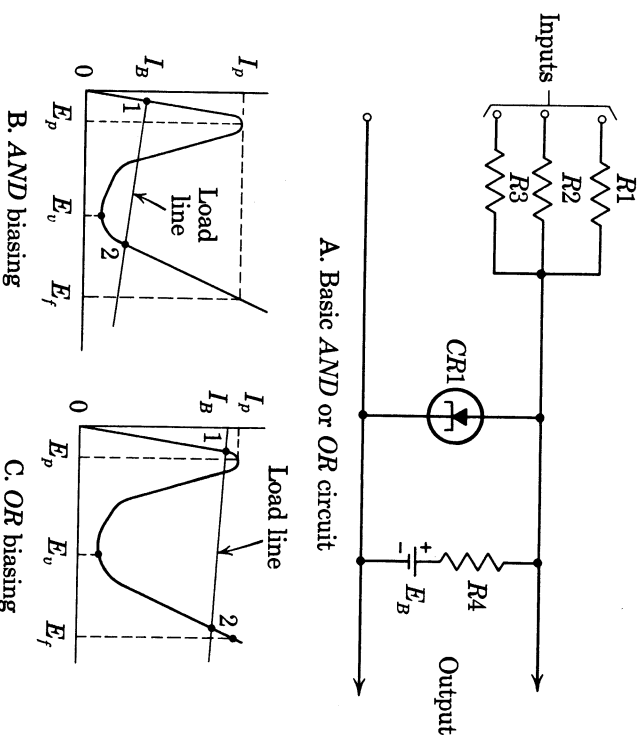 Inputs
R1
R2
R3
CR1
R4
+
-
E_B
Output
A. Basic AND or OR circuit
I_p
I_B
0
1
2
Load
line
E_p
E_v
E_f
B. AND biasing
I_p
I_B
0
1
2
Load line
E_p
E_v
E_f
C. OR biasing